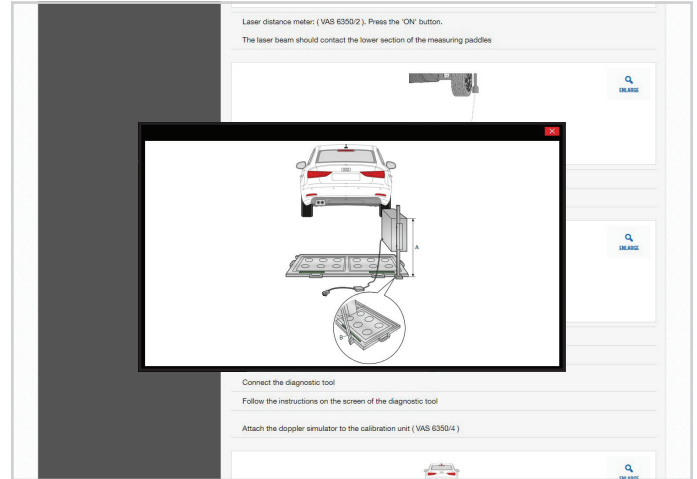 Laser distance meter: ( VAS 6350/2 ). Press the 'ON' button.
The laser beam should contact the lower section of the measuring paddles
ENLARGE
A
ENLARGE
B
Connect the diagnostic tool
Follow the instructions on the screen of the diagnostic tool
Attach the doppler simulator to the calibration unit ( VAS 6350/4 )
ENLARGE